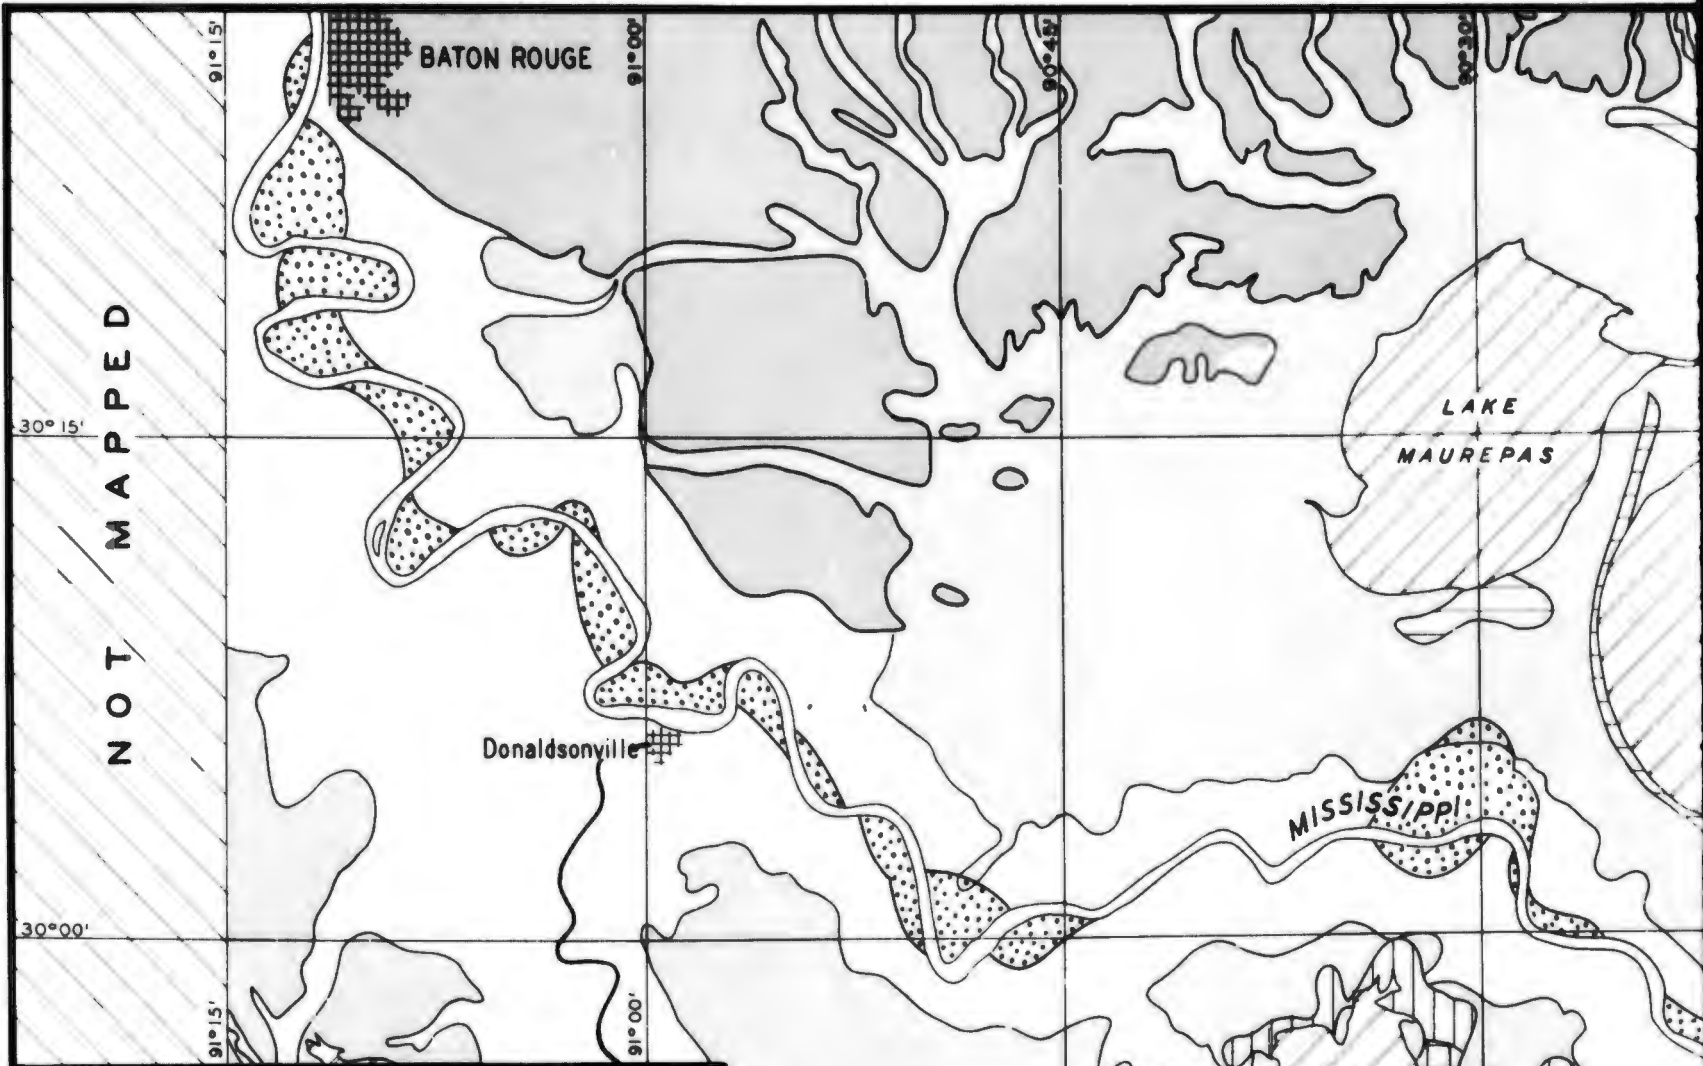 91°15'
BATON ROUGE
91°00'
90°45'
90°30'
NOT MAPPED
30°15'
LAKE
MAUREPAS
Donaldsonville
MISSISSIPPI
30°00'
91°15'
91°00'